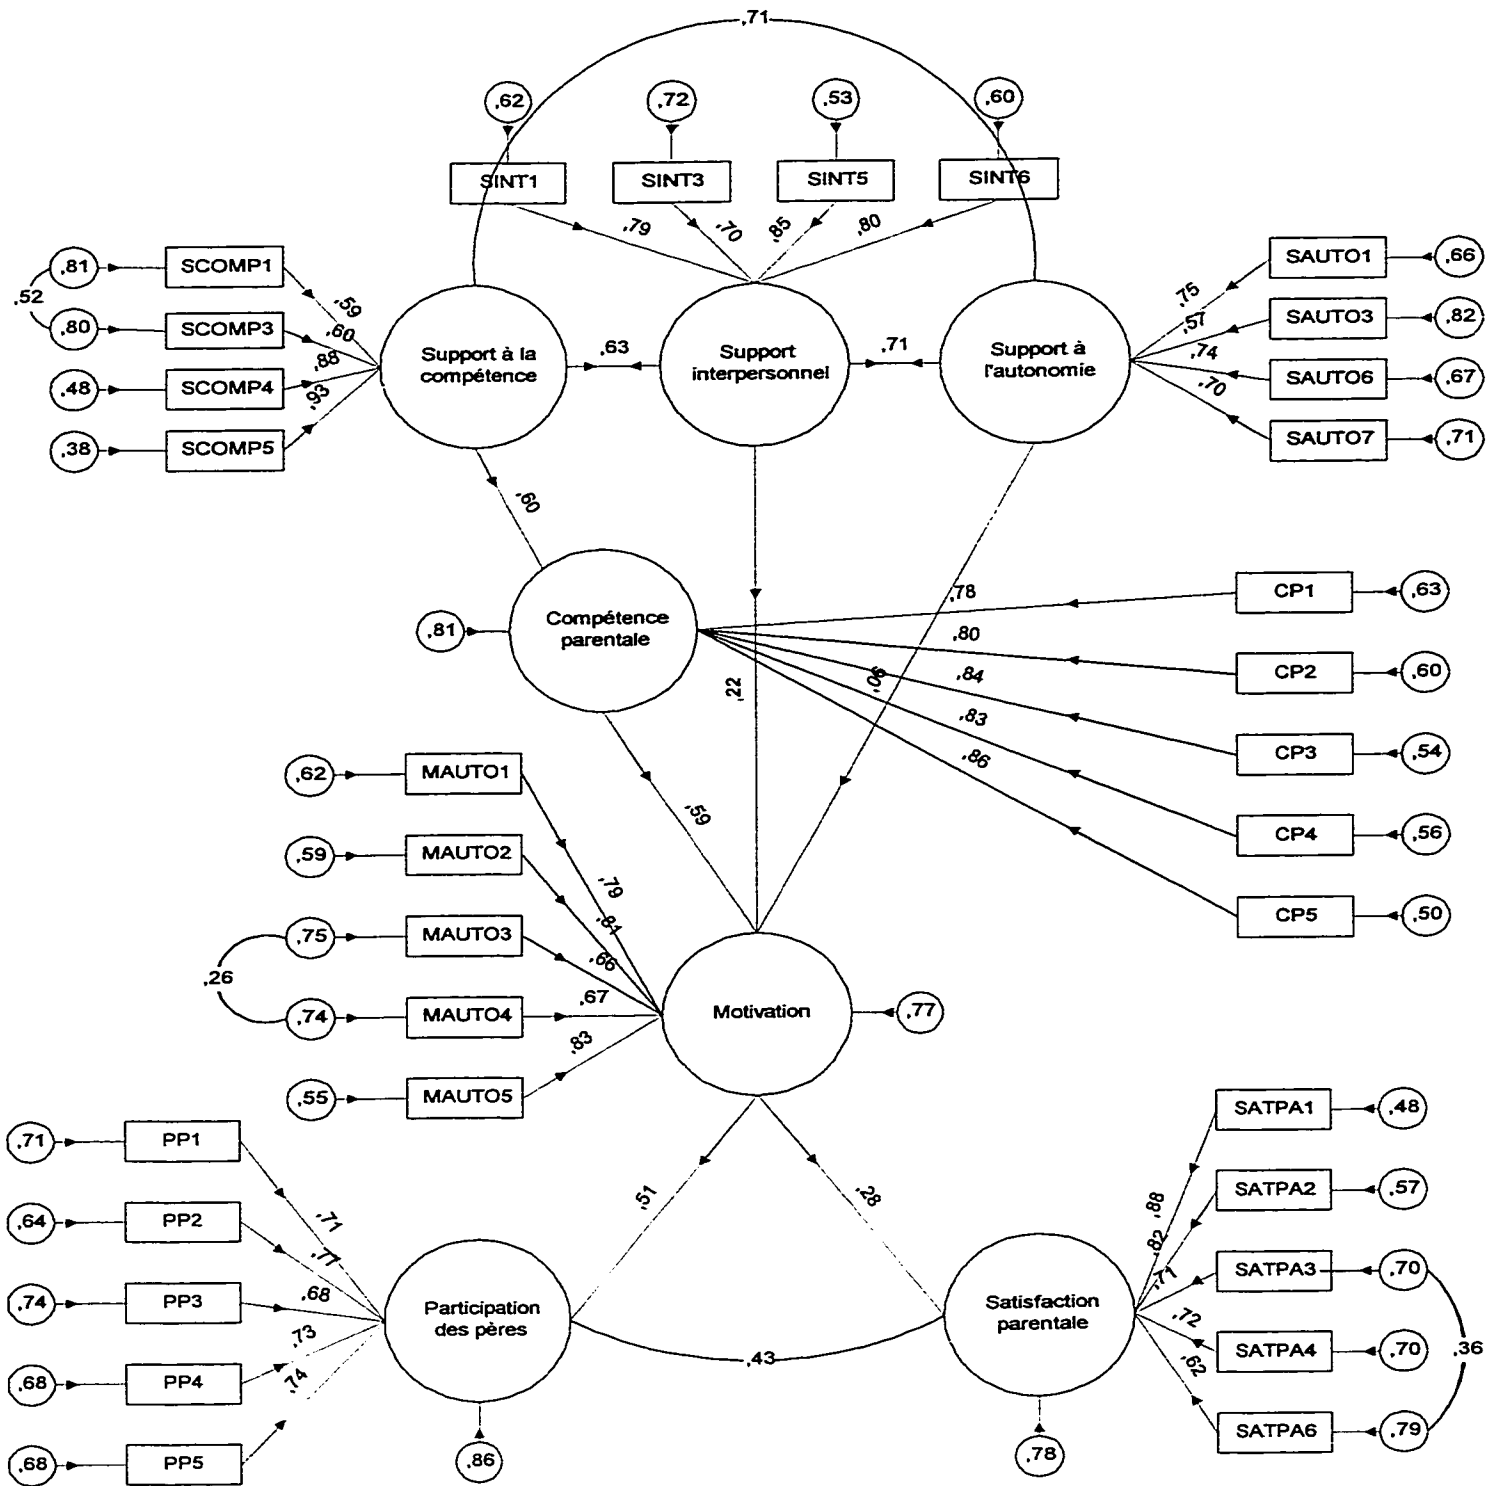 ,71
,62
,72
,53
,60
SINT1
SINT3
SINT5
SINT6
,79
,70
,85
,80
,81
SCOMP1
,59
,52
,80
SCOMP3
,60
,48
SCOMP4
,88
,38
SCOMP5
,93
Support à la
compétence
,63
Support
interpersonnel
,71
Support à
l'autonomie
,75
SAUTO1
,66
,57
SAUTO3
,82
,74
SAUTO6
,67
,70
SAUTO7
,71
,60
,81
Compétence
parentale
,22
,06
,78
CP1
,63
,80
CP2
,60
,84
CP3
,54
,83
CP4
,56
,86
CP5
,50
,59
,62
MAUTO1
,79
,59
MAUTO2
,81
,75
MAUTO3
,66
,26
,74
MAUTO4
,67
,55
MAUTO5
,83
Motivation
,77
,71
PP1
,71
,64
PP2
,77
,74
PP3
,68
,68
PP4
,73
,68
PP5
,74
,51
,28
Participation
des pères
,86
,43
Satisfaction
parentale
,78
,88
SATPA1
,48
,82
SATPA2
,57
,71
SATPA3
,70
,72
SATPA4
,70
,36
,62
SATPA6
,79